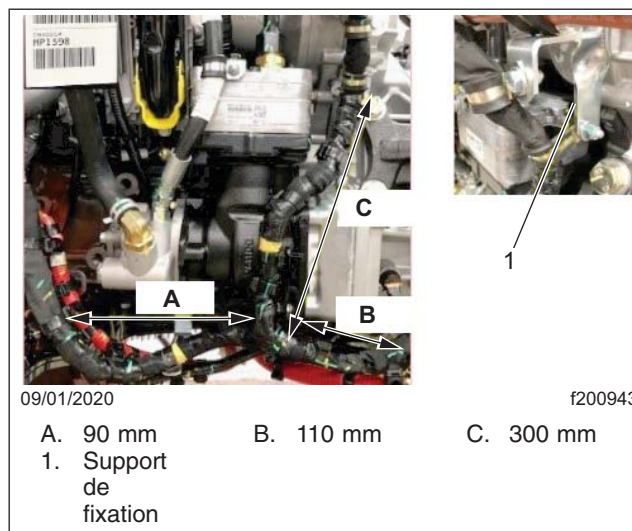 MP1598
A
B
C
1
09/01/2020
f200943
A. 90 mm
B. 110 mm
C. 300 mm
1. Support
de
fixation